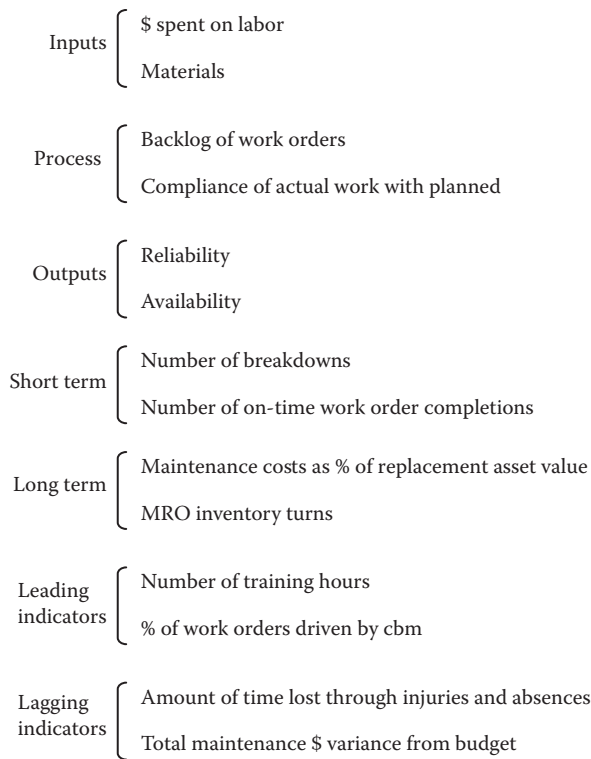 Inputs
$ spent on labor
Materials
Process
Backlog of work orders
Compliance of actual work with planned
Outputs
Reliability
Availability
Short term
Number of breakdowns
Number of on-time work order completions
Long term
Maintenance costs as % of replacement asset value
MRO inventory turns
Leading
indicators
Number of training hours
% of work orders driven by cbm
Lagging
indicators
Amount of time lost through injuries and absences
Total maintenance $ variance from budget